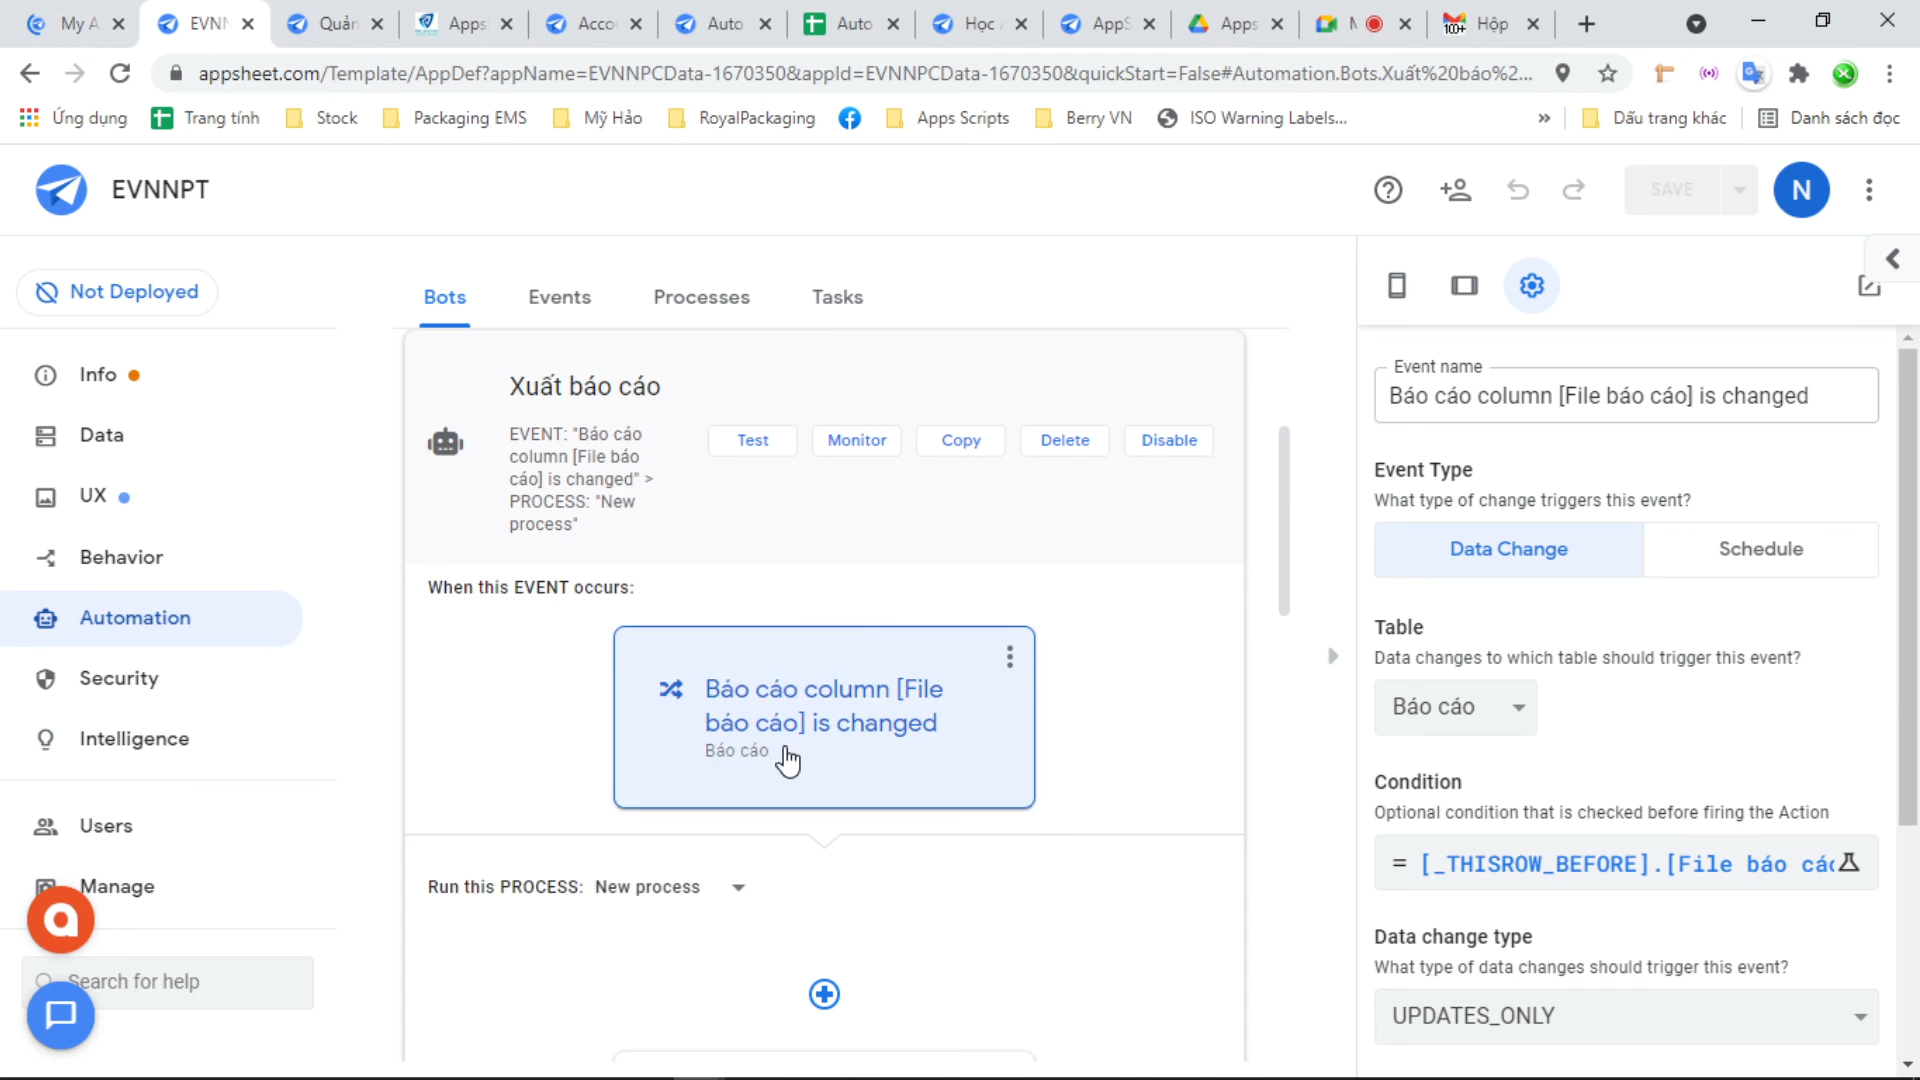 My A
EVNI
Quản
Apps
Acco
Auto
Auto
Học
AppS
Apps
100+
Hộp
appsheet.com/Template/AppDef?appName=EVNNPCData-1670350&appId=EVNNPCData-1670350&quickStart=False#Automation.Bots.Xuất%20báo%2...
Ứng dụng
Trang tính
Stock
Packaging EMS
Mỹ Hảo
RoyalPackaging
Apps Scripts
Berry VN
ISO Warning Labels...
»
Dấu trang khác
Danh sách đọc
EVNNPT
SAVE
N
Not Deployed
Info
Data
UX
Behavior
Automation
Security
Intelligence
Users
Manage
Search for help
Bots
Events
Processes
Tasks
Xuất báo cáo
EVENT: "Báo cáo
column [File báo
cáo] is changed" >
PROCESS: "New
process"
Test
Monitor
Copy
Delete
Disable
When this EVENT occurs:
Báo cáo column [File
báo cáo] is changed
Báo cáo
Run this PROCESS: New process
Event name
Báo cáo column [File báo cáo] is changed
Event Type
What type of change triggers this event?
Data Change
Schedule
Table
Data changes to which table should trigger this event?
Báo cáo
Condition
Optional condition that is checked before firing the Action
= [_THISROW_BEFORE].[File báo các
Data change type
What type of data changes should trigger this event?
UPDATES_ONLY